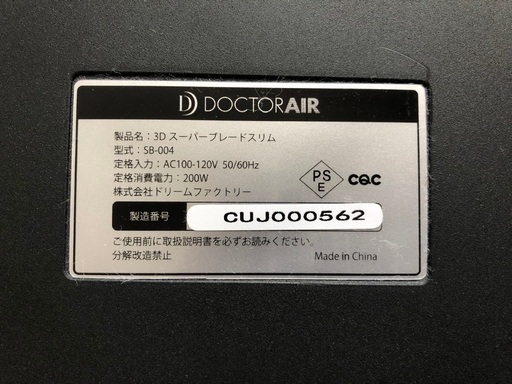 DOCTORAIR
製品名：3Dスーパーブレードスリム
型式：SB-004
定格入力：AC100-120V 50/60Hz
定格消費電力：200W
株式会社ドリームファクトリー
PS
E
CQC
製造番号 CUJ000562
ご使用前に取扱説明書を必ずお読みください。
分解改造禁止
Made in China